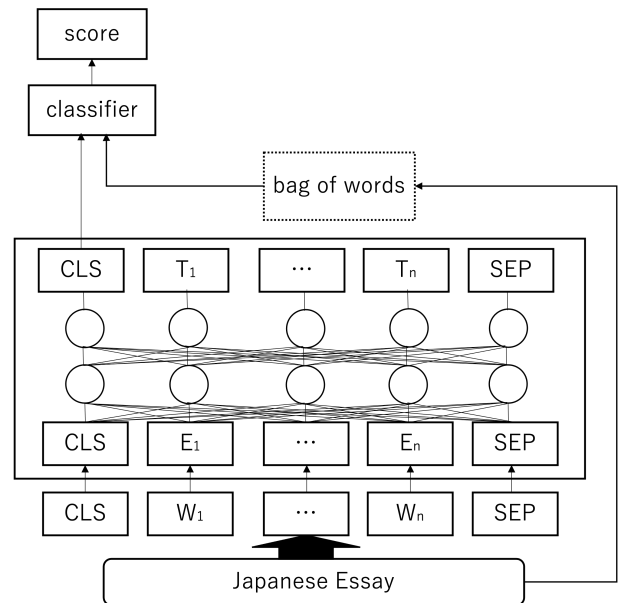 score
classifier
bag of words
CLS T1 … Tn SEP
CLS E1 … En SEP
CLS W1 … Wn SEP
Japanese Essay